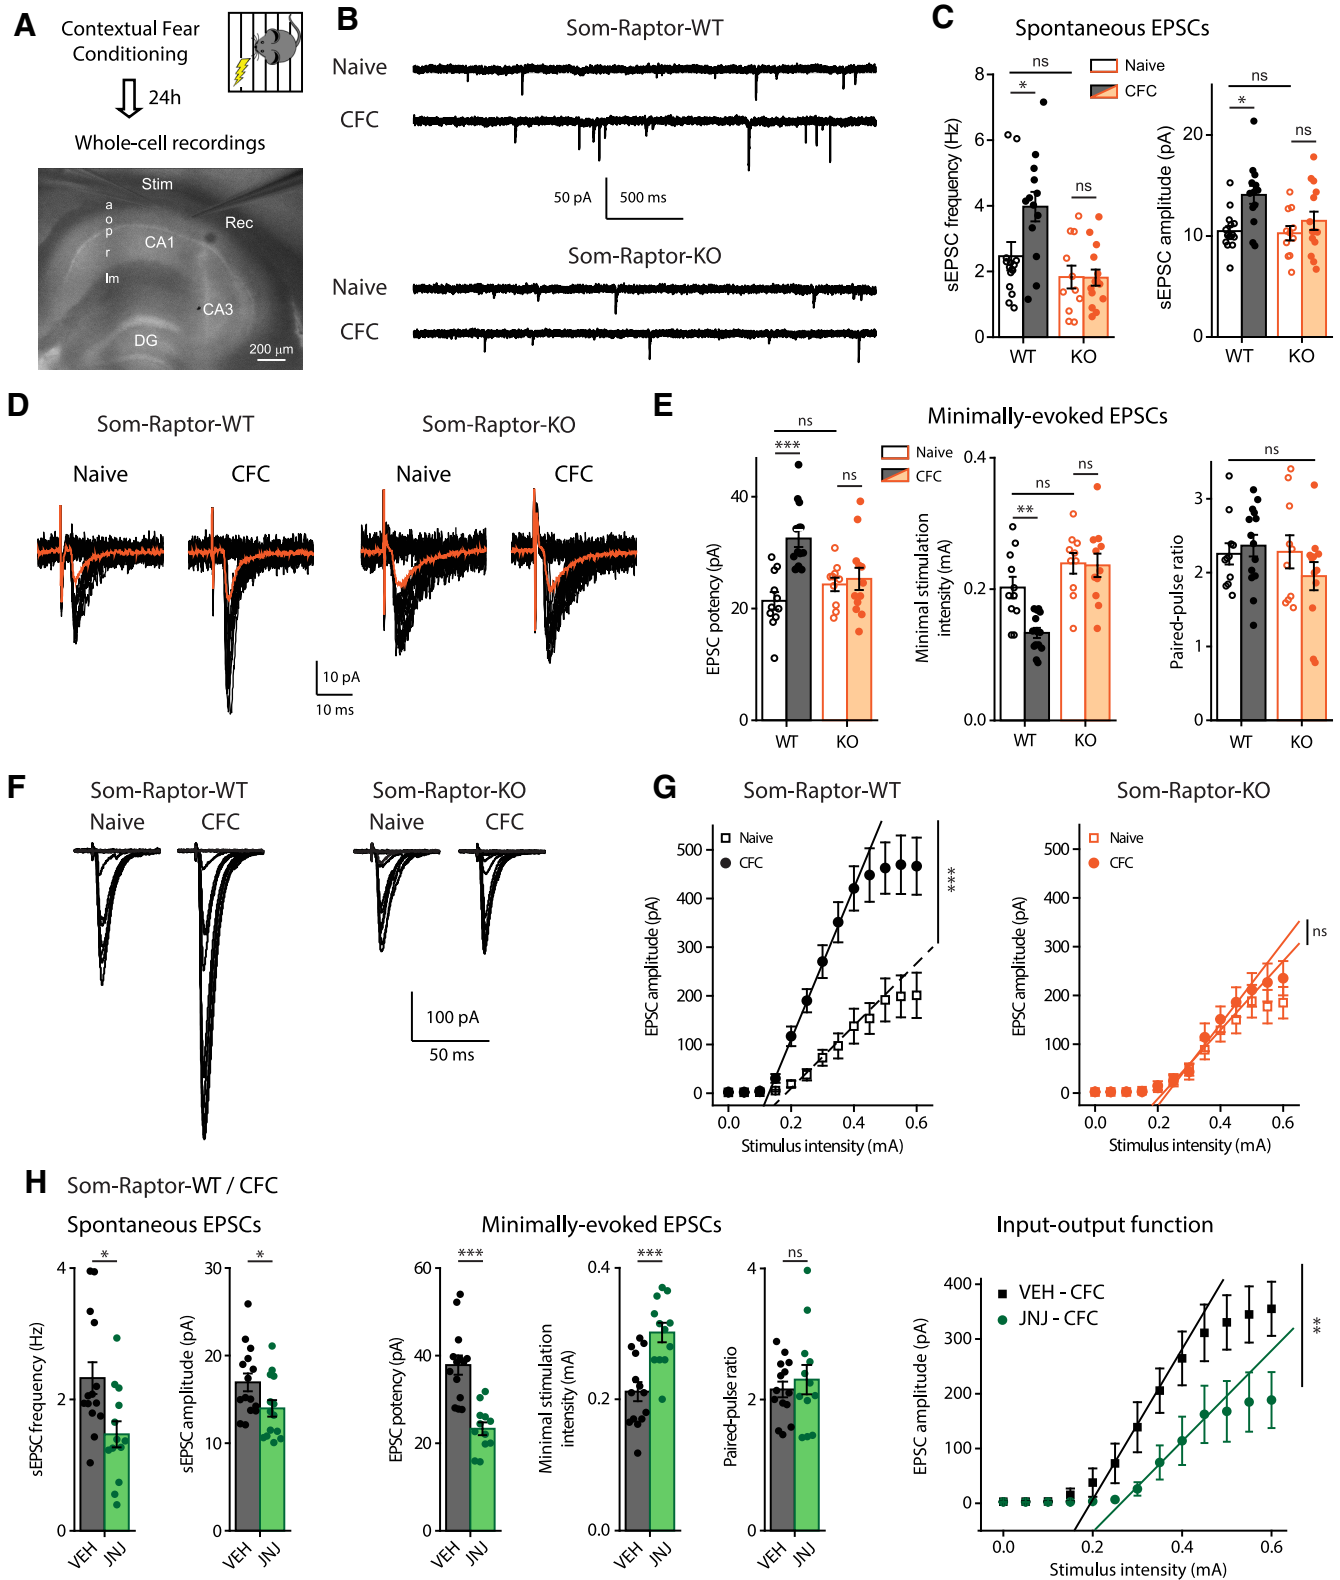 A
Contextual Fear
Conditioning
24h
Whole-cell recordings
Stim
a
o
p
r
lm
CA1
Rec
CA3
DG
200 µm
B
Som-Raptor-WT
Naive
CFC
50 pA
500 ms
Som-Raptor-KO
Naive
CFC
C
Spontaneous EPSCs
Naive
CFC
sEPSC frequency (Hz)
8
6
4
2
0
ns
*
ns
WT
KO
sEPSC amplitude (pA)
20
10
0
ns
*
ns
WT
KO
D
Som-Raptor-WT
Som-Raptor-KO
Naive
CFC
Naive
CFC
10 pA
10 ms
E
Minimally-evoked EPSCs
Naive
CFC
EPSC potency (pA)
40
20
0
ns
***
ns
WT
KO
Minimal stimulation
intensity (mA)
0.4
0.2
0.0
ns
**
ns
WT
KO
Paired-pulse ratio
3
2
1
0
ns
WT
KO
F
Som-Raptor-WT
Som-Raptor-KO
Naive
CFC
Naive
CFC
100 pA
50 ms
G
Som-Raptor-WT
Naive
CFC
EPSC amplitude (pA)
500
400
300
200
100
0
***
0.0
0.2
0.4
0.6
Stimulus intensity (mA)
Som-Raptor-KO
Naive
CFC
EPSC amplitude (pA)
500
400
300
200
100
0
ns
0.0
0.2
0.4
0.6
Stimulus intensity (mA)
H
Som-Raptor-WT / CFC
Spontaneous EPSCs
sEPSC frequency (Hz)
4
2
0
*
VEH
JNJ
sEPSC amplitude (pA)
30
20
10
0
*
VEH
JNJ
Minimally-evoked EPSCs
EPSC potency (pA)
60
40
20
0
***
VEH
JNJ
Minimal stimulation
intensity (mA)
0.4
0.2
0.0
***
VEH
JNJ
Paired-pulse ratio
4
2
0
ns
VEH
JNJ
Input-output function
VEH - CFC
JNJ - CFC
EPSC amplitude (pA)
400
300
200
100
0
**
0.0
0.2
0.4
0.6
Stimulus intensity (mA)